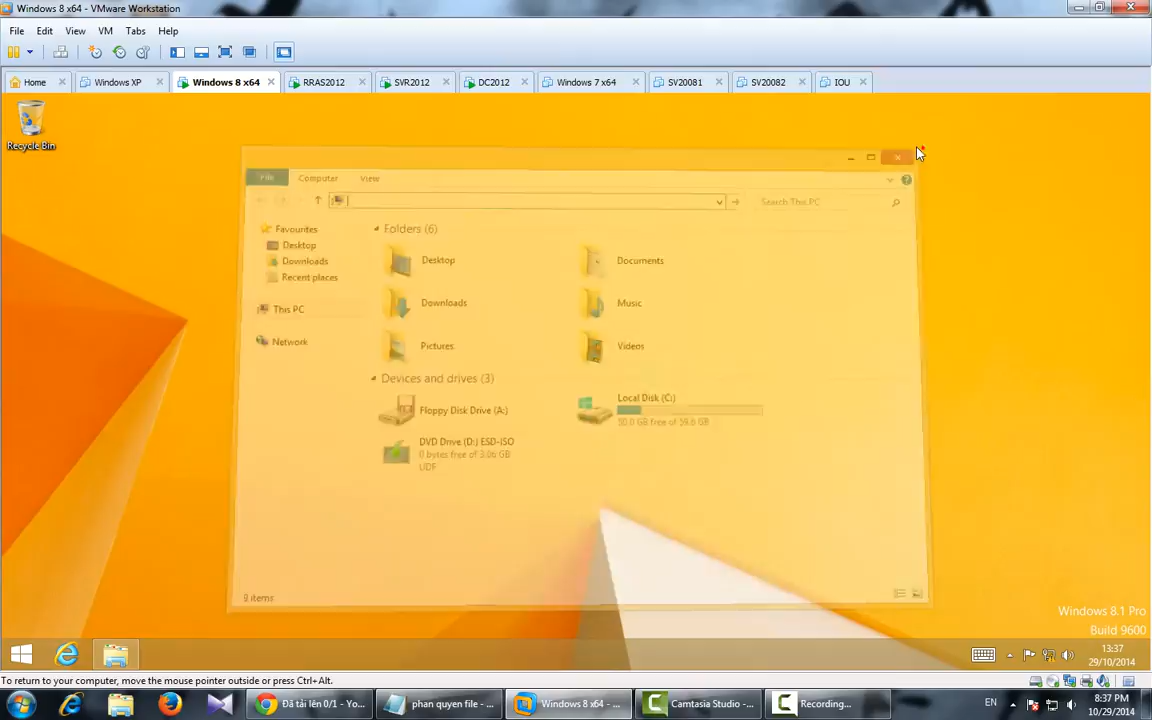 Windows 8 x64 - VMware Workstation
File Edit View VM Tabs Help
Home Windows XP Windows 8 x64 RRAS2012 SVR2012 DC2012 Windows 7 x64 SV20081 SV20082 IOU
Recycle Bin
File Computer View
Search This PC
Favourites
Desktop
Downloads
Recent places
This PC
Network
Folders (6)
Desktop Documents
Downloads Music
Pictures Videos
Devices and drives (3)
Floppy Disk Drive (A:)
Local Disk (C:)
50.0 GB free of 59.6 GB
DVD Drive (D:) ESD-ISO
0 bytes free of 3.06 GB
UDF
9 items
Windows 8.1 Pro
Build 9600
13:37
29/10/2014
To return to your computer, move the mouse pointer outside or press Ctrl+Alt.
Đã tải lên 0/1 - Yo... phan quyen file - ... Windows 8 x64 - ... Camtasia Studio - ... Recording...
EN
8:37 PM
10/29/2014